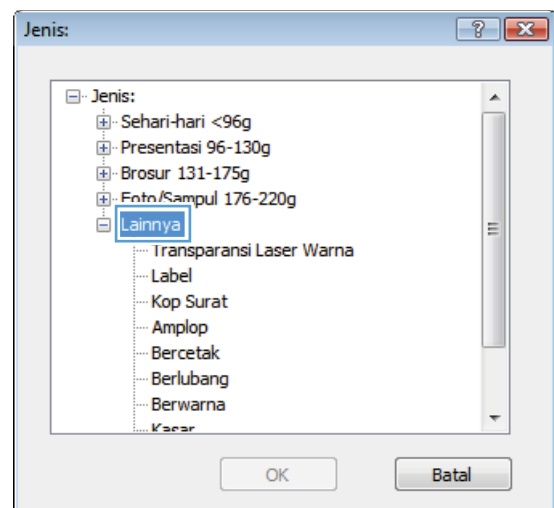 Jenis:
Jenis:
Sehari-hari <96g
Presentasi 96-130g
Brosur 131-175g
Foto/Sampul 176-220g
Lainnya
Transparansi Laser Warna
Label
Kop Surat
Amplop
Bercetak
Berlubang
Berwarna
Kasar
OK
Batal